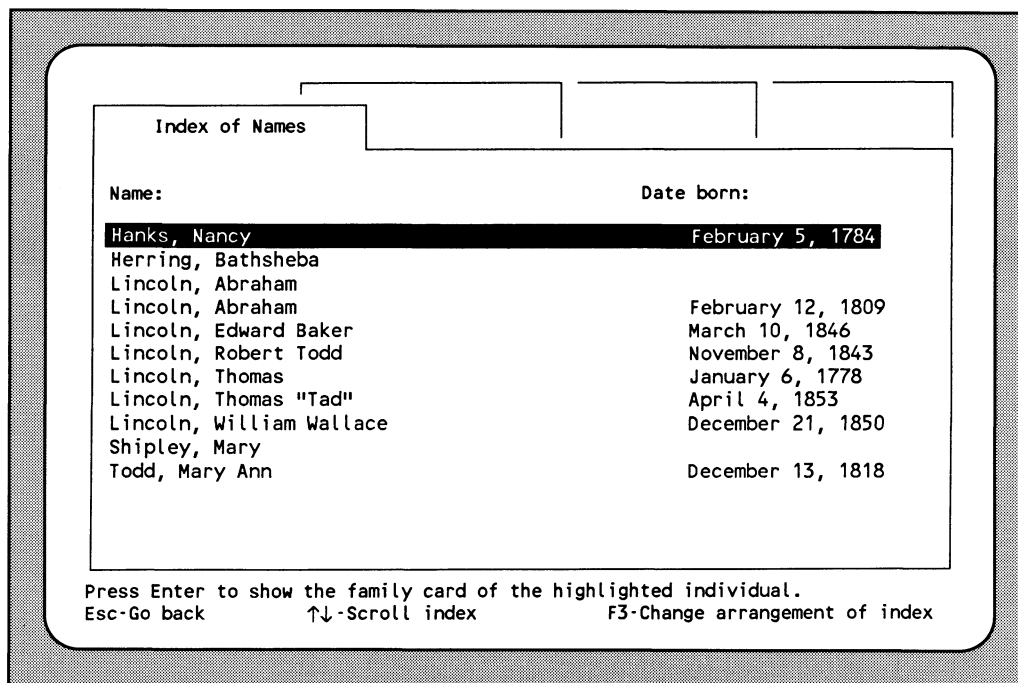 Index of Names
Name: Date born:
Hanks, Nancy February 5, 1784
Herring, Bathsheba
Lincoln, Abraham
Lincoln, Abraham February 12, 1809
Lincoln, Edward Baker March 10, 1846
Lincoln, Robert Todd November 8, 1843
Lincoln, Thomas January 6, 1778
Lincoln, Thomas "Tad" April 4, 1853
Lincoln, William Wallace December 21, 1850
Shipley, Mary
Todd, Mary Ann December 13, 1818
Press Enter to show the family card of the highlighted individual.
Esc-Go back ↑↓-Scroll index F3-Change arrangement of index